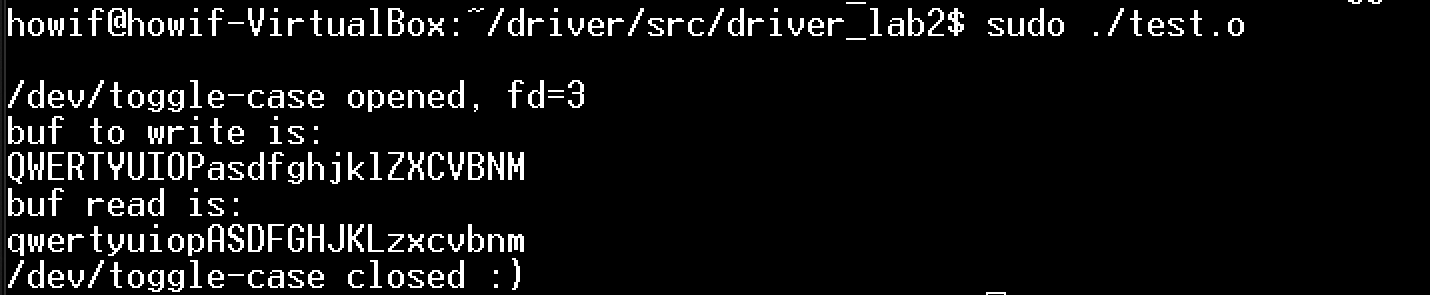 howif@howif-VirtualBox:~/driver/src/driver_lab2$ sudo ./test.o
/dev/toggle-case opened, fd=3
buf to write is:
QWERTYUIOPasdfghjklZXCVBNM
buf read is:
qwertyuiopASDFGHJKLzxcvbnm
/dev/toggle-case closed :)